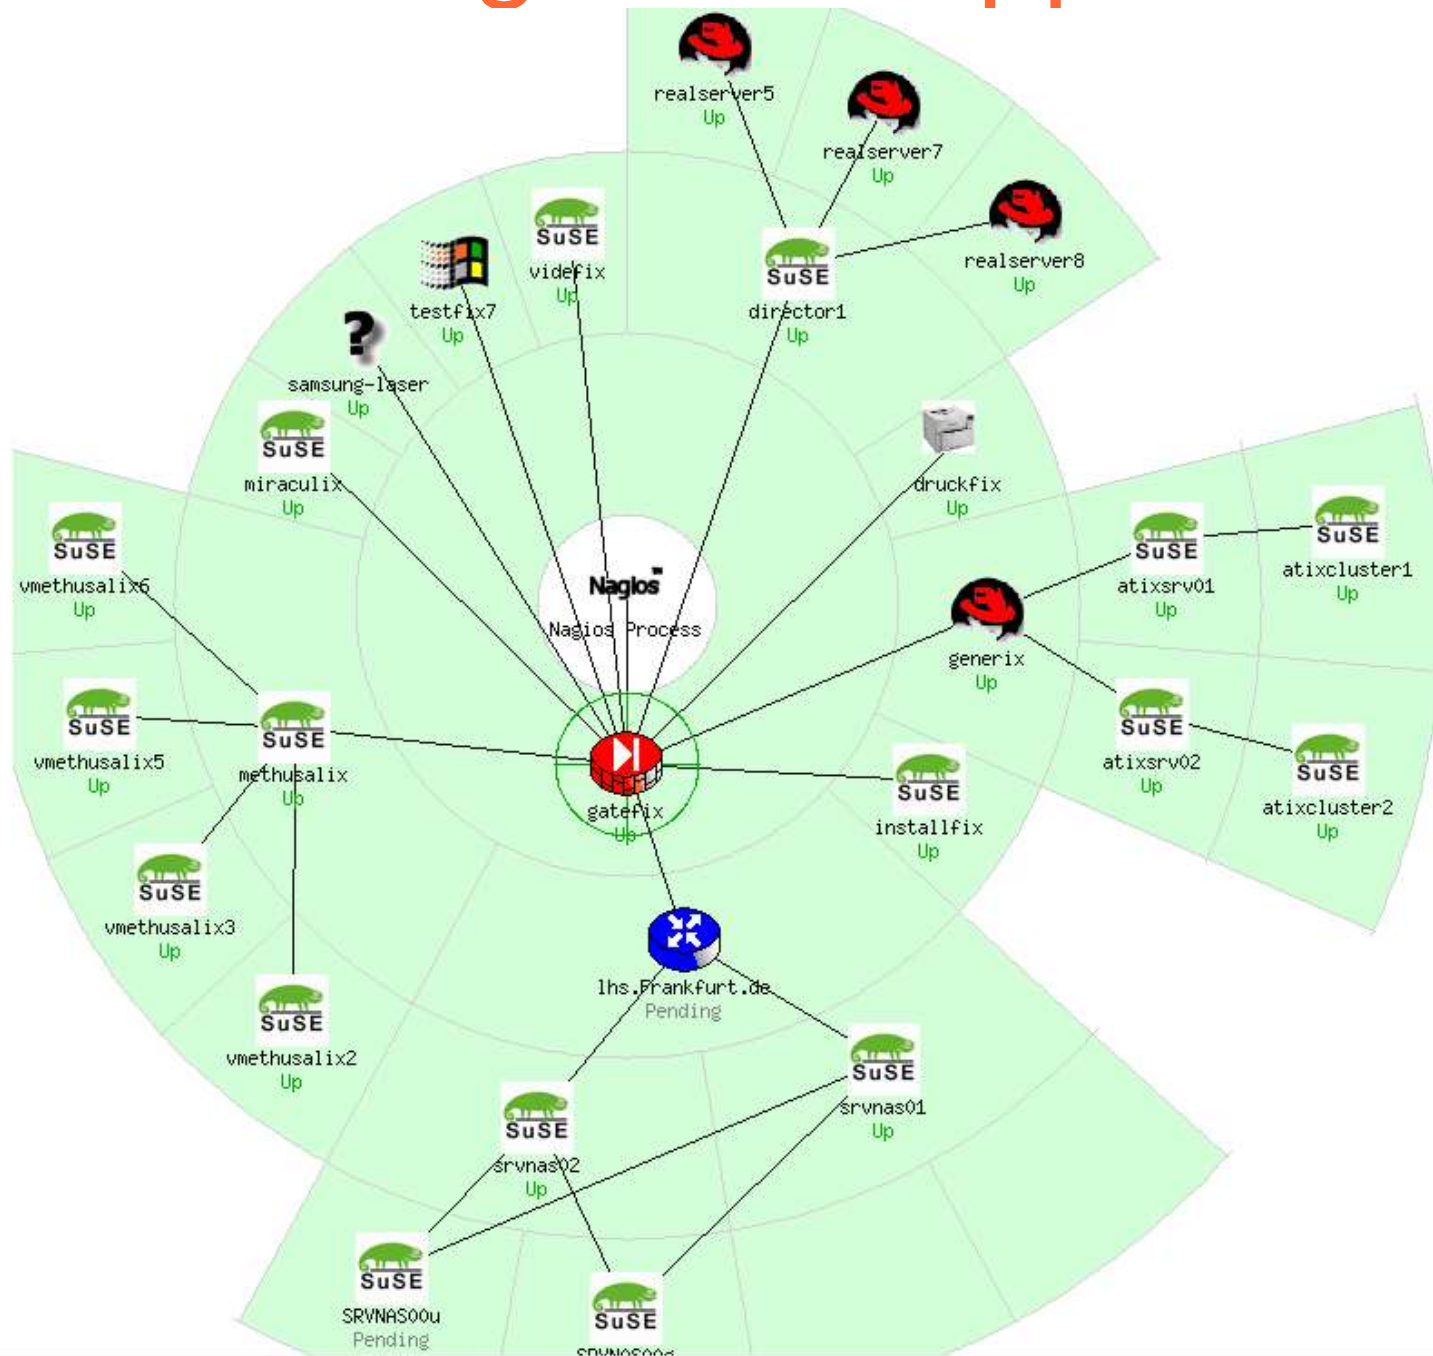 realserver5
Up
realserver7
Up
realserver8
Up
SuSE
videfix
Up
testfix7
Up
SuSE
director1
Up
?
samsung-laser
Up
SuSE
miraculix
Up
druckfix
Up
SuSE
vmethusalix6
Up
SuSE
atixsrv01
Up
SuSE
atixcluster1
Up
Nagios™
Nagios Process
generix
Up
SuSE
vmethusalix5
Up
SuSE
methusalix
Up
gatefix
Up
SuSE
installfix
Up
SuSE
atixsrv02
Up
SuSE
atixcluster2
Up
SuSE
vmethusalix3
Up
lhs.Frankfurt.de
Pending
SuSE
vmethusalix2
Up
SuSE
srvnas01
Up
SuSE
srvnas02
Up
SuSE
SRVNAS00u
Pending
SuSE